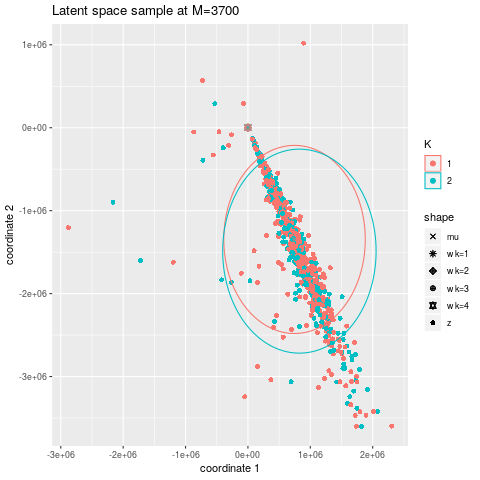 Latent space sample at M=3700
1e+06
0e+00
-1e+06
-2e+06
-3e+06
coordinate 2
-3e+06
-2e+06
-1e+06
0e+00
1e+06
2e+06
coordinate 1
K
1
2
shape
mu
w k=1
w k=2
w k=3
w k=4
z